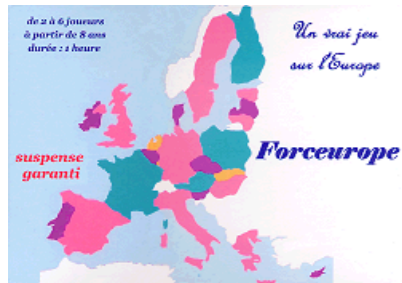 de 2 à 6 joueurs
à partir de 8 ans
durée : 1 heure
Un vrai jeu
sur l'Europe
suspense
garanti
Forceurope